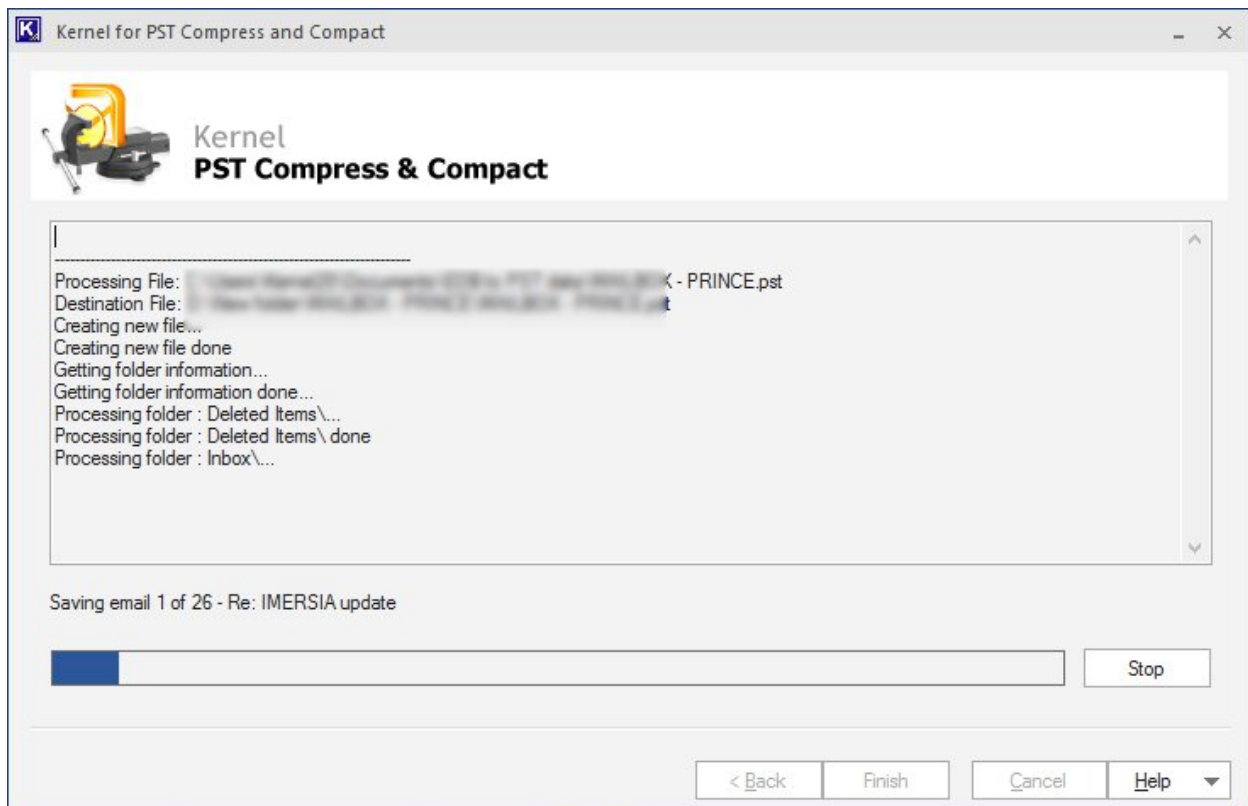 Kernel for PST Compress and Compact
Kernel
PST Compress & Compact
--------------------------------------------------------------------------------
Processing File: - PRINCE.pst
Destination File:
Creating new file...
Creating new file done
Getting folder information...
Getting folder information done...
Processing folder : Deleted Items\...
Processing folder : Deleted Items\ done
Processing folder : Inbox\...
Saving email 1 of 26 - Re: IMERSIA update
Stop
< Back
Finish
Cancel
Help